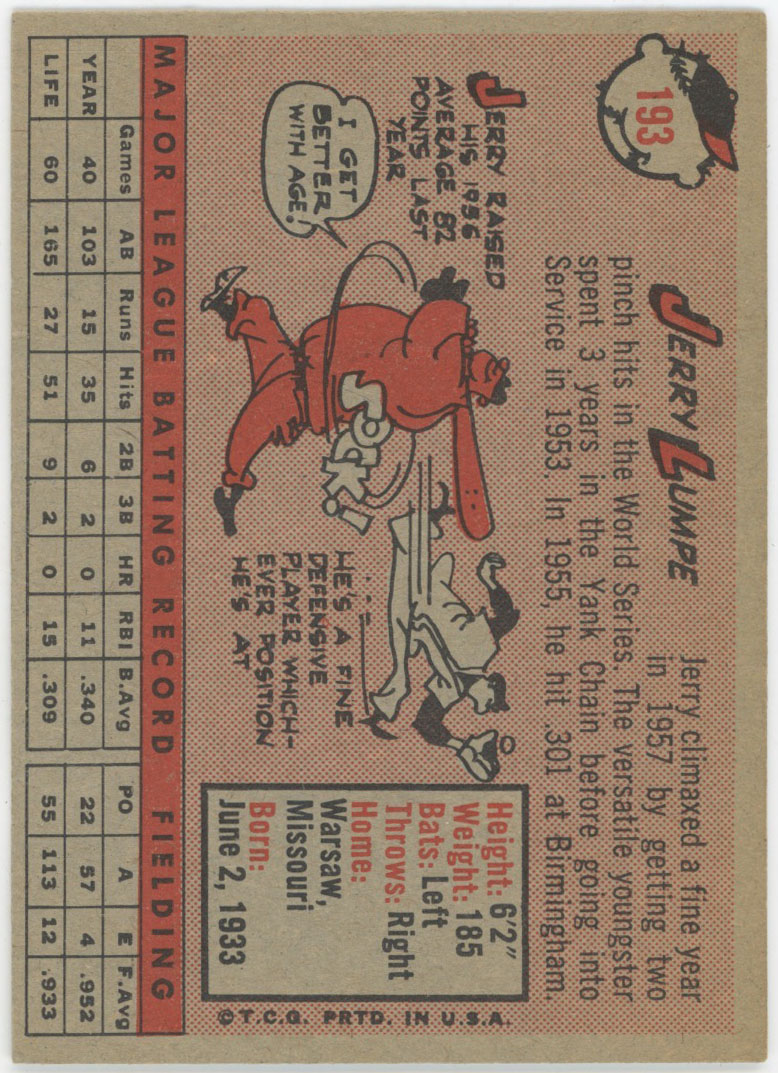 193
JERRY LUMPE
Jerry climaxed a fine year
in 1957 by getting two
pinch hits in the World Series. The versatile youngster
spent 3 years in the Yank Chain before going into
Service in 1953. In 1955, he hit .301 at Birmingham.
JERRY RAISED
HIS 1956
AVERAGE 82
POINTS LAST
YEAR
I GET
BETTER
WITH AGE!
SOCK!
HE'S A FINE
DEFENSIVE
PLAYER WHICH-
EVER POSITION
HE'S AT
Height: 6'2"
Weight: 185
Bats: Left
Throws: Right
Home:
Warsaw,
Missouri
Born:
June 2, 1933
©T.C.G. PRTD. IN U.S.A.
MAJOR LEAGUE BATTING RECORD FIELDING
Games AB Runs Hits 2B 3B HR RBI B.Avg PO A E F.Avg
YEAR 40 103 15 35 6 2 0 11 .340 22 57 4 .952
LIFE 60 165 27 51 9 2 0 15 .309 55 113 12 .933